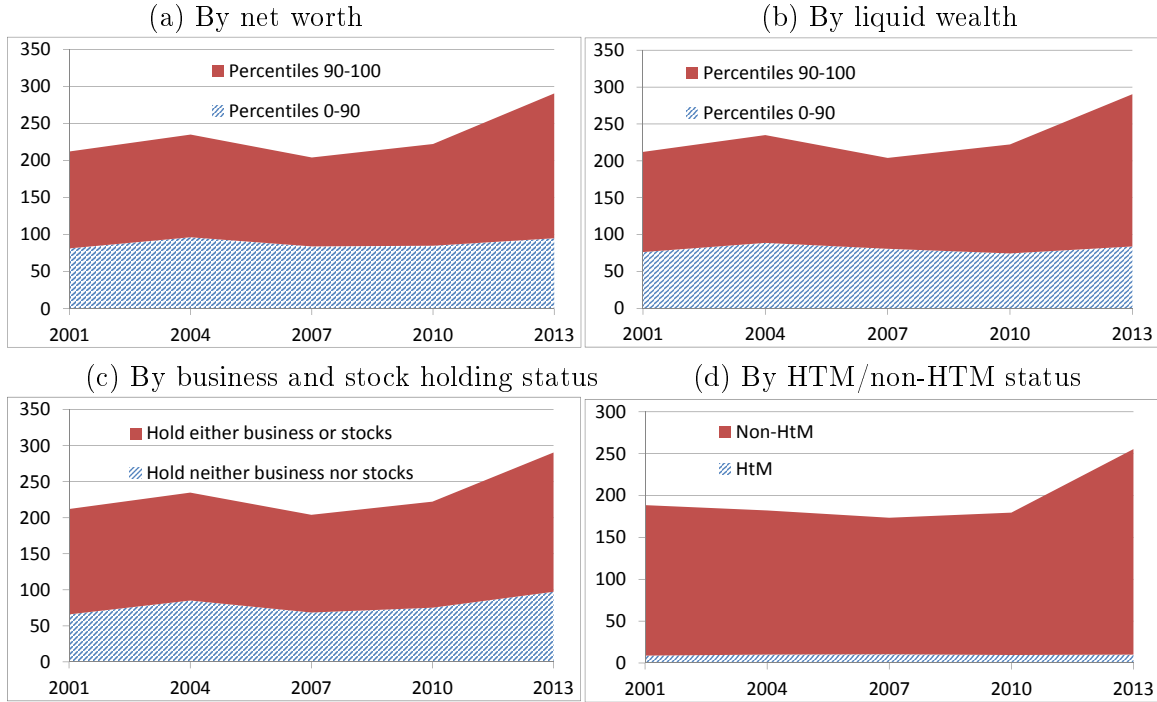 (a) By net worth
350
300
250
200
150
100
50
0
Percentiles 90-100
Percentiles 0-90
2001 2004 2007 2010 2013
(b) By liquid wealth
350
300
250
200
150
100
50
0
Percentiles 90-100
Percentiles 0-90
2001 2004 2007 2010 2013
(c) By business and stock holding status
350
300
250
200
150
100
50
0
Hold either business or stocks
Hold neither business nor stocks
2001 2004 2007 2010 2013
(d) By HTM/non-HTM status
300
250
200
150
100
50
0
Non-HtM
HtM
2001 2004 2007 2010 2013